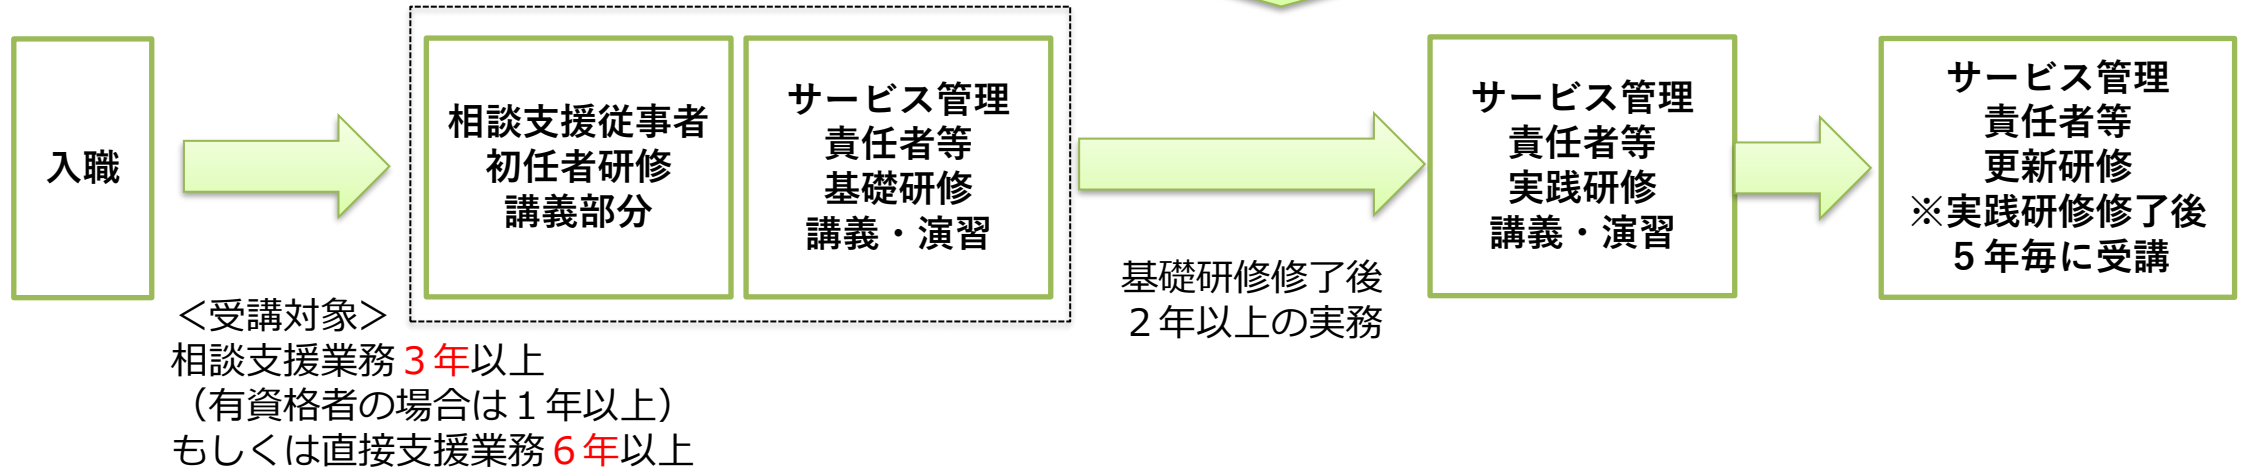 入職
＜受講対象＞
相談支援業務３年以上
（有資格者の場合は１年以上）
もしくは直接支援業務６年以上
相談支援従事者
初任者研修
講義部分
サービス管理
責任者等
基礎研修
講義・演習
基礎研修修了後
２年以上の実務
サービス管理
責任者等
実践研修
講義・演習
サービス管理
責任者等
更新研修
※実践研修修了後
５年毎に受講